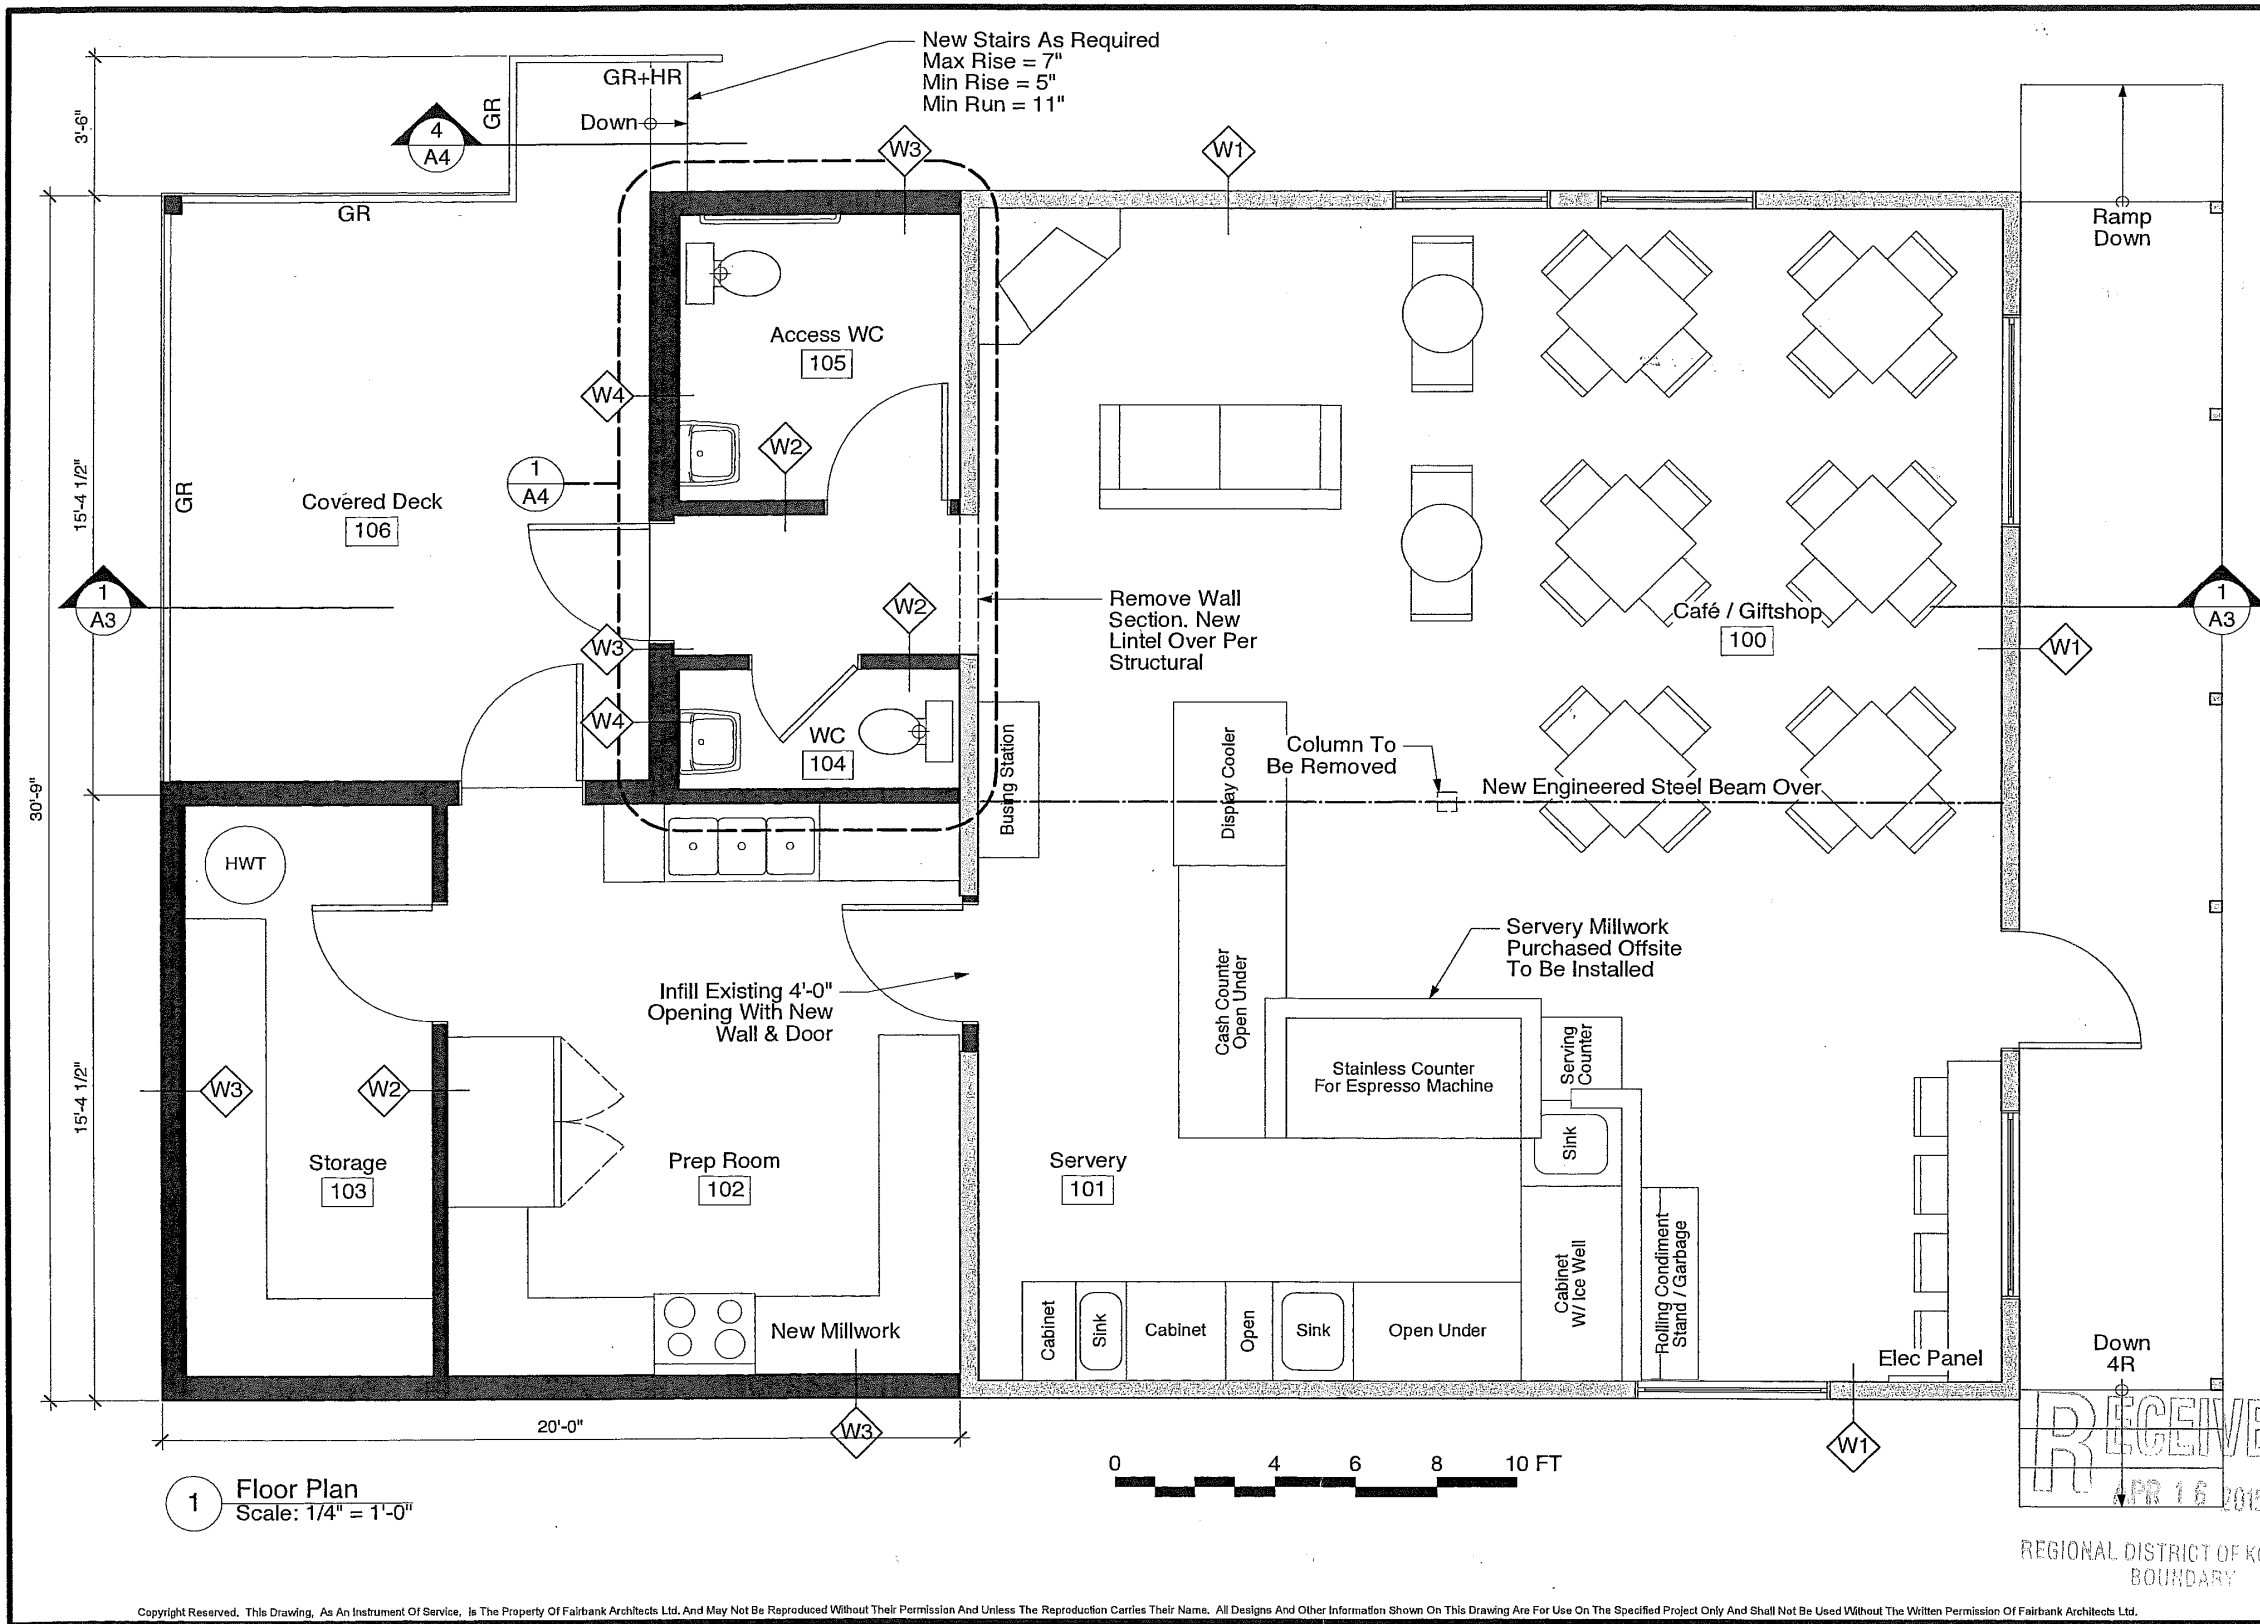 New Stairs As Required
Max Rise = 7"
Min Rise = 5"
Min Run = 11"
GR+HR
GR
Down
3'-6"
4
A4
W3
W1
GR
Ramp
Down
Access WC
105
W4
W2
1
A4
15'-4 1/2"
GR
Covered Deck
106
1
A3
W2
Remove Wall
Section. New
Lintel Over Per
Structural
Café / Giftshop
100
1
A3
W3
W1
W4
WC
104
Busing Station
Display Cooler
Column To
Be Removed
New Engineered Steel Beam Over
30'-9"
HWT
Infill Existing 4'-0"
Opening With New
Wall & Door
Cash Counter
Open Under
Servery Millwork
Purchased Offsite
To Be Installed
Stainless Counter
For Espresso Machine
Serving
Counter
15'-4 1/2"
W3
W2
Sink
Storage
103
Prep Room
102
Servery
101
Cabinet
W/ Ice Well
Rolling Condiment
Stand / Garbage
New Millwork
Cabinet
Sink
Cabinet
Open
Sink
Open Under
Elec Panel
Down
4R
20'-0"
W3
W1
RECEIVE
APR 16 2015
REGIONAL DISTRICT OF KO
BOUNDARY
0 4 6 8 10 FT
1
Floor Plan
Scale: 1/4" = 1'-0"
Copyright Reserved. This Drawing, As An Instrument Of Service, Is The Property Of Fairbank Architects Ltd. And May Not Be Reproduced Without Their Permission And Unless The Reproduction Carries Their Name. All Designs And Other Information Shown On This Drawing Are For Use On The Specified Project Only And Shall Not Be Used Without The Written Permission Of Fairbank Architects Ltd.